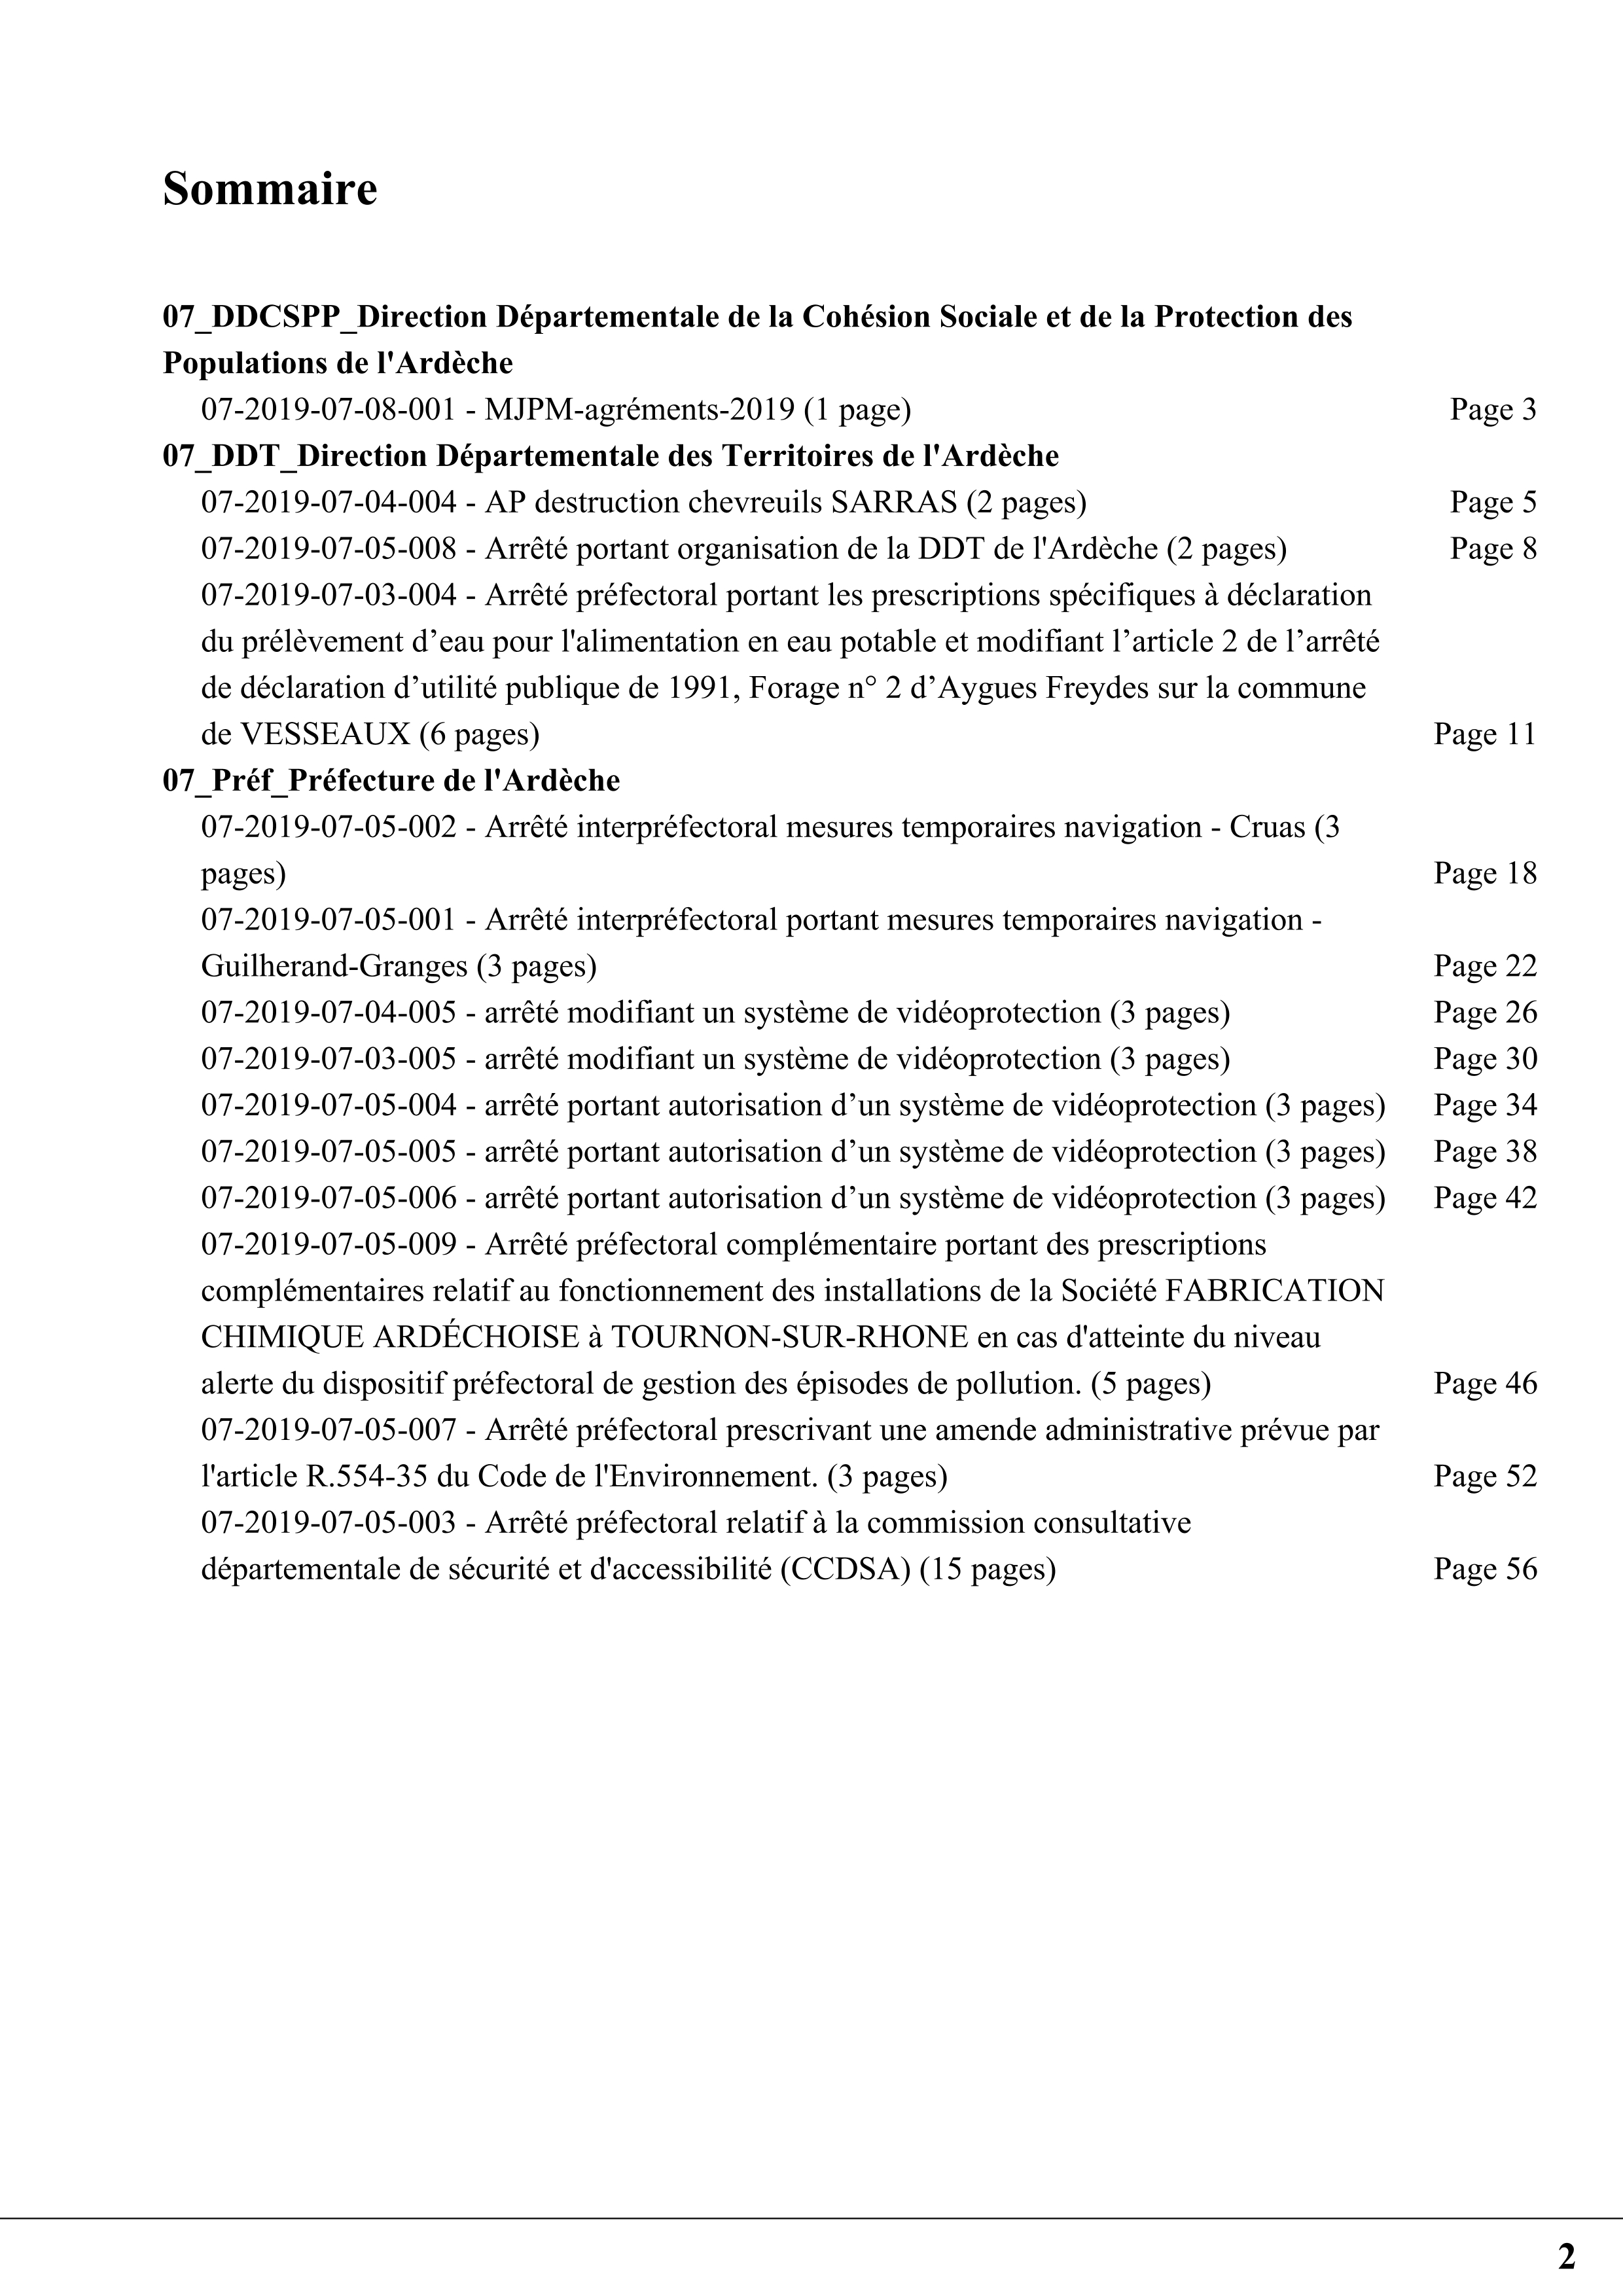 Sommaire
07_DDCSPP_Direction Départementale de la Cohésion Sociale et de la Protection des
Populations de l'Ardèche
07-2019-07-08-001 - MJPM-agréments-2019 (1 page) Page 3
07_DDT_Direction Départementale des Territoires de l'Ardèche
07-2019-07-04-004 - AP destruction chevreuils SARRAS (2 pages) Page 5
07-2019-07-05-008 - Arrêté portant organisation de la DDT de l'Ardèche (2 pages) Page 8
07-2019-07-03-004 - Arrêté préfectoral portant les prescriptions spécifiques à déclaration
du prélèvement d’eau pour l'alimentation en eau potable et modifiant l’article 2 de l’arrêté
de déclaration d’utilité publique de 1991, Forage n° 2 d’Aygues Freydes sur la commune
de VESSEAUX (6 pages) Page 11
07_Préf_Préfecture de l'Ardèche
07-2019-07-05-002 - Arrêté interpréfectoral mesures temporaires navigation - Cruas (3
pages) Page 18
07-2019-07-05-001 - Arrêté interpréfectoral portant mesures temporaires navigation -
Guilherand-Granges (3 pages) Page 22
07-2019-07-04-005 - arrêté modifiant un système de vidéoprotection (3 pages) Page 26
07-2019-07-03-005 - arrêté modifiant un système de vidéoprotection (3 pages) Page 30
07-2019-07-05-004 - arrêté portant autorisation d’un système de vidéoprotection (3 pages) Page 34
07-2019-07-05-005 - arrêté portant autorisation d’un système de vidéoprotection (3 pages) Page 38
07-2019-07-05-006 - arrêté portant autorisation d’un système de vidéoprotection (3 pages) Page 42
07-2019-07-05-009 - Arrêté préfectoral complémentaire portant des prescriptions
complémentaires relatif au fonctionnement des installations de la Société FABRICATION
CHIMIQUE ARDÉCHOISE à TOURNON-SUR-RHONE en cas d'atteinte du niveau
alerte du dispositif préfectoral de gestion des épisodes de pollution. (5 pages) Page 46
07-2019-07-05-007 - Arrêté préfectoral prescrivant une amende administrative prévue par
l'article R.554-35 du Code de l'Environnement. (3 pages) Page 52
07-2019-07-05-003 - Arrêté préfectoral relatif à la commission consultative
départementale de sécurité et d'accessibilité (CCDSA) (15 pages) Page 56
2